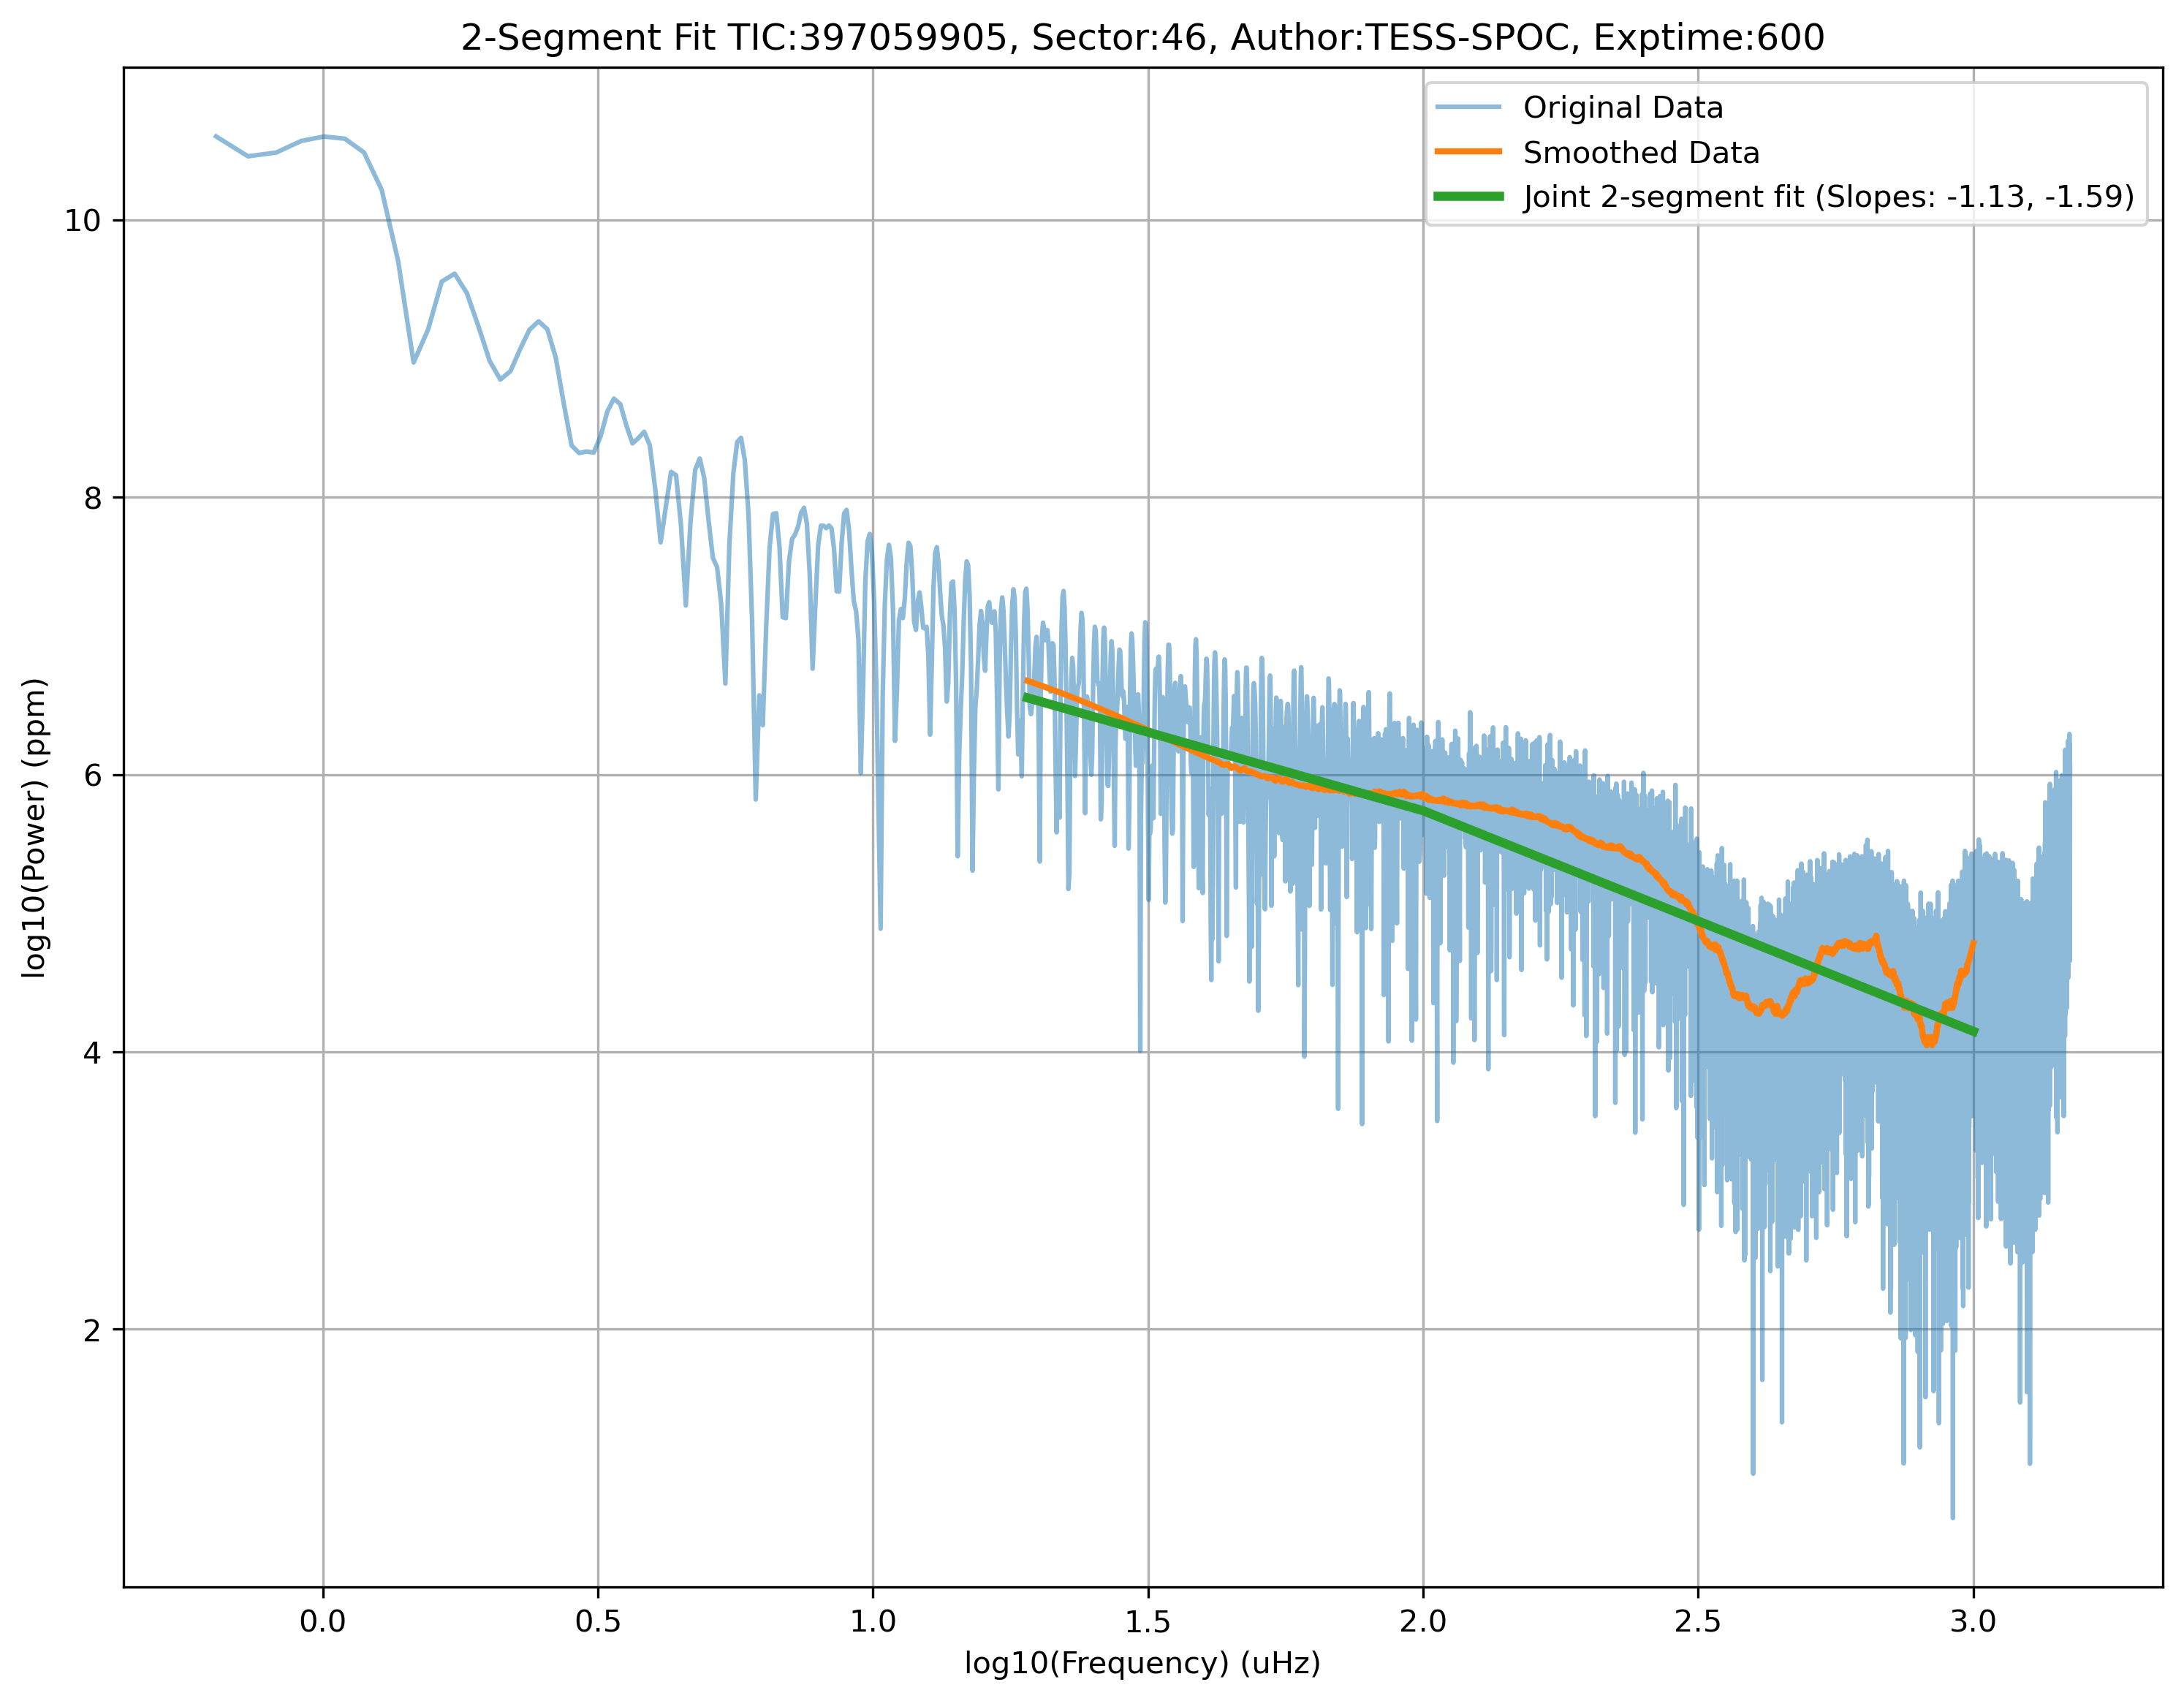 2-Segment Fit TIC:397059905, Sector:46, Author:TESS-SPOC, Exptime:600
Original Data
Smoothed Data
Joint 2-segment fit (Slopes: -1.13, -1.59)
log10(Power) (ppm)
10
8
6
4
2
0.0 0.5 1.0 1.5 2.0 2.5 3.0
log10(Frequency) (uHz)